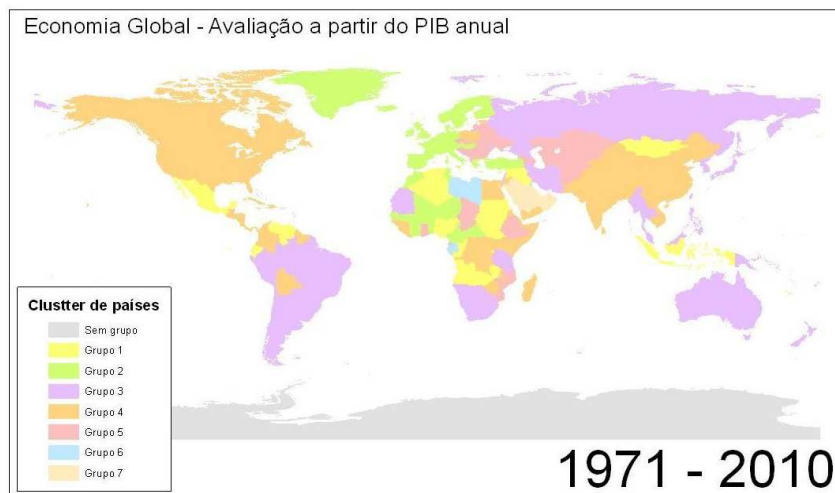 Economia Global - Avaliação a partir do PIB anual
Clustter de países
Sem grupo
Grupo 1
Grupo 2
Grupo 3
Grupo 4
Grupo 5
Grupo 6
Grupo 7
1971 - 2010